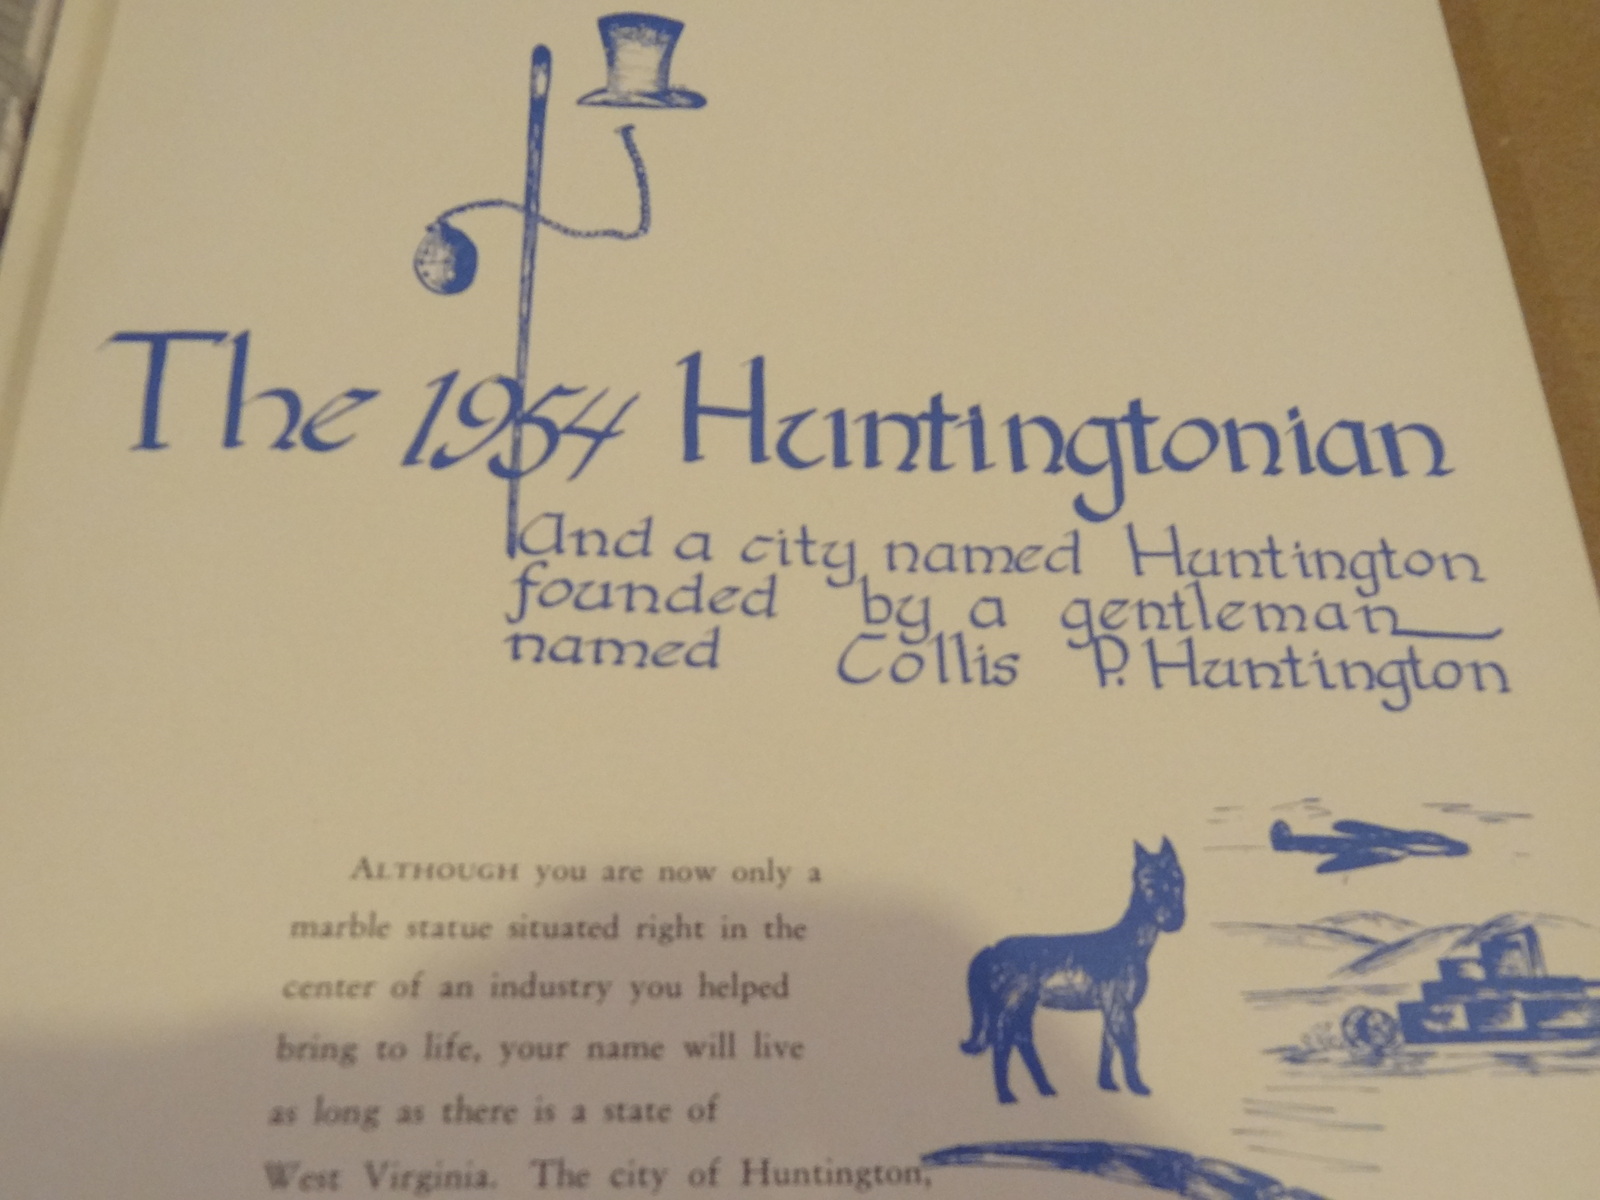 The 1954 Huntingtonian
And a city named Huntington
founded by a gentleman
named Collis P. Huntington
ALTHOUGH you are now only a
marble statue situated right in the
center of an industry you helped
bring to life, your name will live
as long as there is a state of
West Virginia. The city of Huntington,